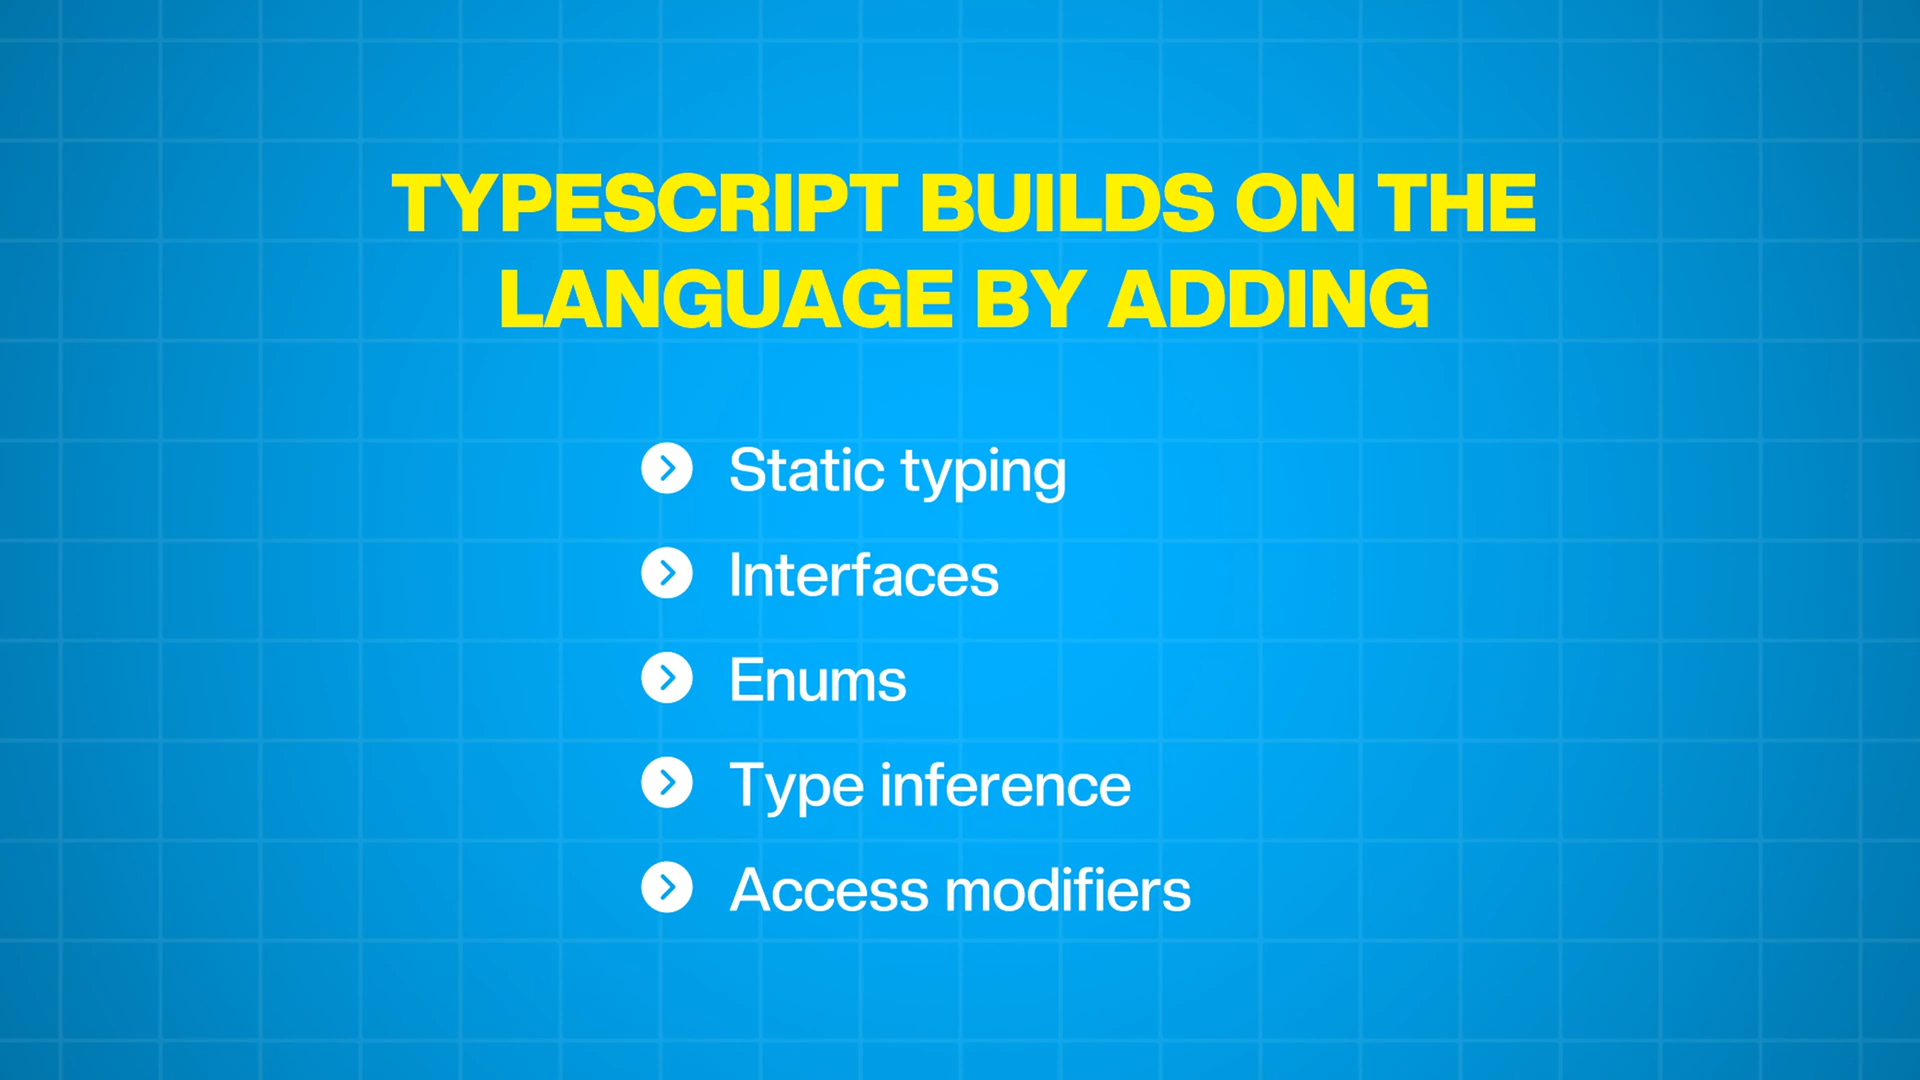 TYPESCRIPT BUILDS ON THE
LANGUAGE BY ADDING
Static typing
Interfaces
Enums
Type inference
Access modifiers